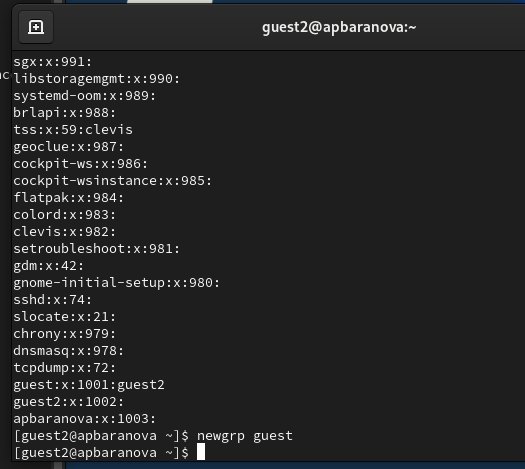 guest2@apbaranova:~
sgx:x:991:
libstoragemgmt:x:990:
systemd-oom:x:989:
brlapi:x:988:
tss:x:59:clevis
geoclue:x:987:
cockpit-ws:x:986:
cockpit-wsinstance:x:985:
flatpak:x:984:
colord:x:983:
clevis:x:982:
setroubleshoot:x:981:
gdm:x:42:
gnome-initial-setup:x:980:
sshd:x:74:
slocate:x:21:
chrony:x:979:
dnsmasq:x:978:
tcpdump:x:72:
guest:x:1001:guest2
guest2:x:1002:
apbaranova:x:1003:
[guest2@apbaranova ~]$ newgrp guest
[guest2@apbaranova ~]$